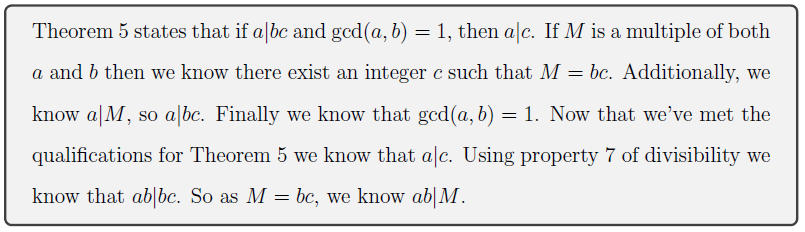 Theorem 5 states that if a|bc and gcd(a, b) = 1, then a|c. If M is a multiple of both
a and b then we know there exist an integer c such that M = bc. Additionally, we
know a|M, so a|bc. Finally we know that gcd(a, b) = 1. Now that we've met the
qualifications for Theorem 5 we know that a|c. Using property 7 of divisibility we
know that ab|bc. So as M = bc, we know ab|M.